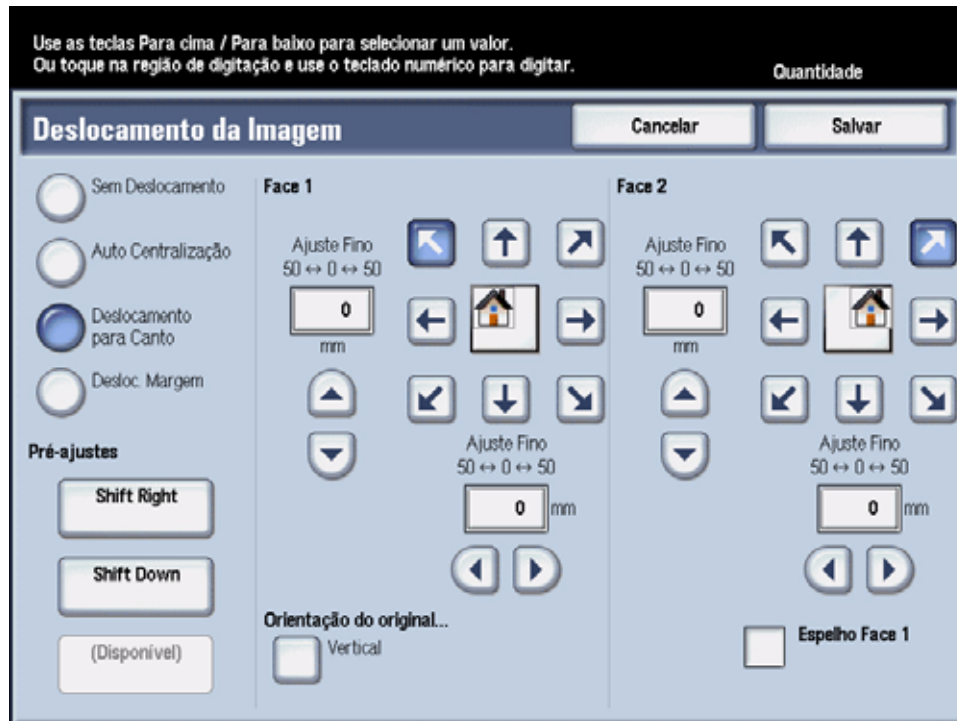 Use as teclas Para cima / Para baixo para selecionar um valor.
Ou toque na região de digitação e use o teclado numérico para digitar.
Quantidade
Deslocamento da Imagem
Cancelar
Salvar
Sem Deslocamento
Auto Centralização
Deslocamento
para Canto
Desloc. Margem
Pré-ajustes
Shift Right
Shift Down
(Disponível)
Face 1
Ajuste Fino
50 ↔ 0 ↔ 50
0
mm
Ajuste Fino
50 ↔ 0 ↔ 50
0 mm
Orientação do original...
Vertical
Face 2
Ajuste Fino
50 ↔ 0 ↔ 50
0
mm
Ajuste Fino
50 ↔ 0 ↔ 50
0 mm
Espelho Face 1